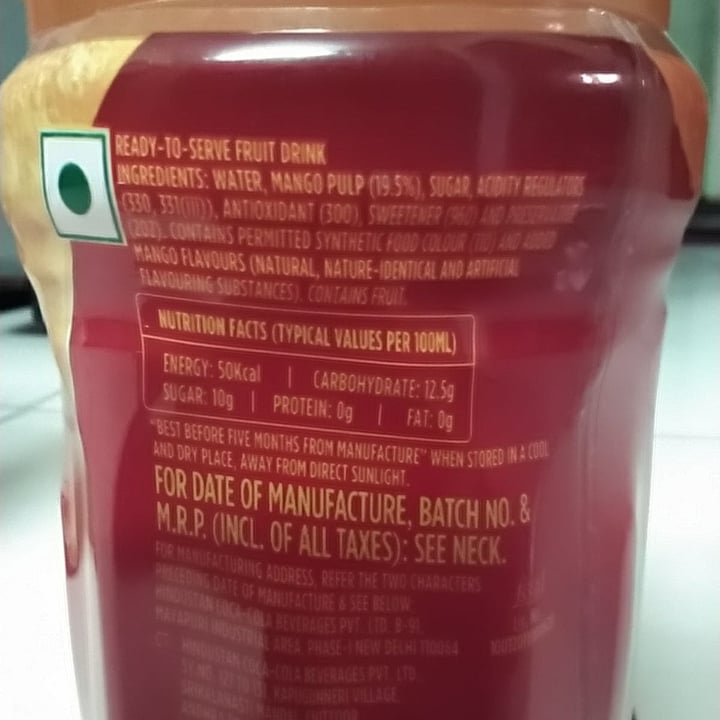 READY-TO-SERVE FRUIT DRINK
INGREDIENTS: WATER, MANGO PULP (19.5%), SUGAR, ACIDITY REGULATORS
(330, 331(III)), ANTIOXIDANT (300), SWEETENER (960) AND PRESERVATIVE
(202). CONTAINS PERMITTED SYNTHETIC FOOD COLOUR (110) AND ADDED
MANGO FLAVOURS (NATURAL, NATURE-IDENTICAL AND ARTIFICIAL
FLAVOURING SUBSTANCES). CONTAINS FRUIT.
NUTRITION FACTS (TYPICAL VALUES PER 100ML)
ENERGY: 50Kcal | CARBOHYDRATE: 12.5g
SUGAR: 10g | PROTEIN: 0g | FAT: 0g
"BEST BEFORE FIVE MONTHS FROM MANUFACTURE" WHEN STORED IN A COOL
AND DRY PLACE, AWAY FROM DIRECT SUNLIGHT.
FOR DATE OF MANUFACTURE, BATCH NO. &
M.R.P. (INCL. OF ALL TAXES): SEE NECK.
FOR MANUFACTURING ADDRESS, REFER THE TWO CHARACTERS
PRECEDING DATE OF MANUFACTURE & SEE BELOW:
HINDUSTAN COCA-COLA BEVERAGES PVT. LTD. B-91,
MAYAPURI INDUSTRIAL AREA, PHASE-I NEW DELHI 110064
HINDUSTAN COCA-COLA BEVERAGES PVT. LTD.
VILLAGE